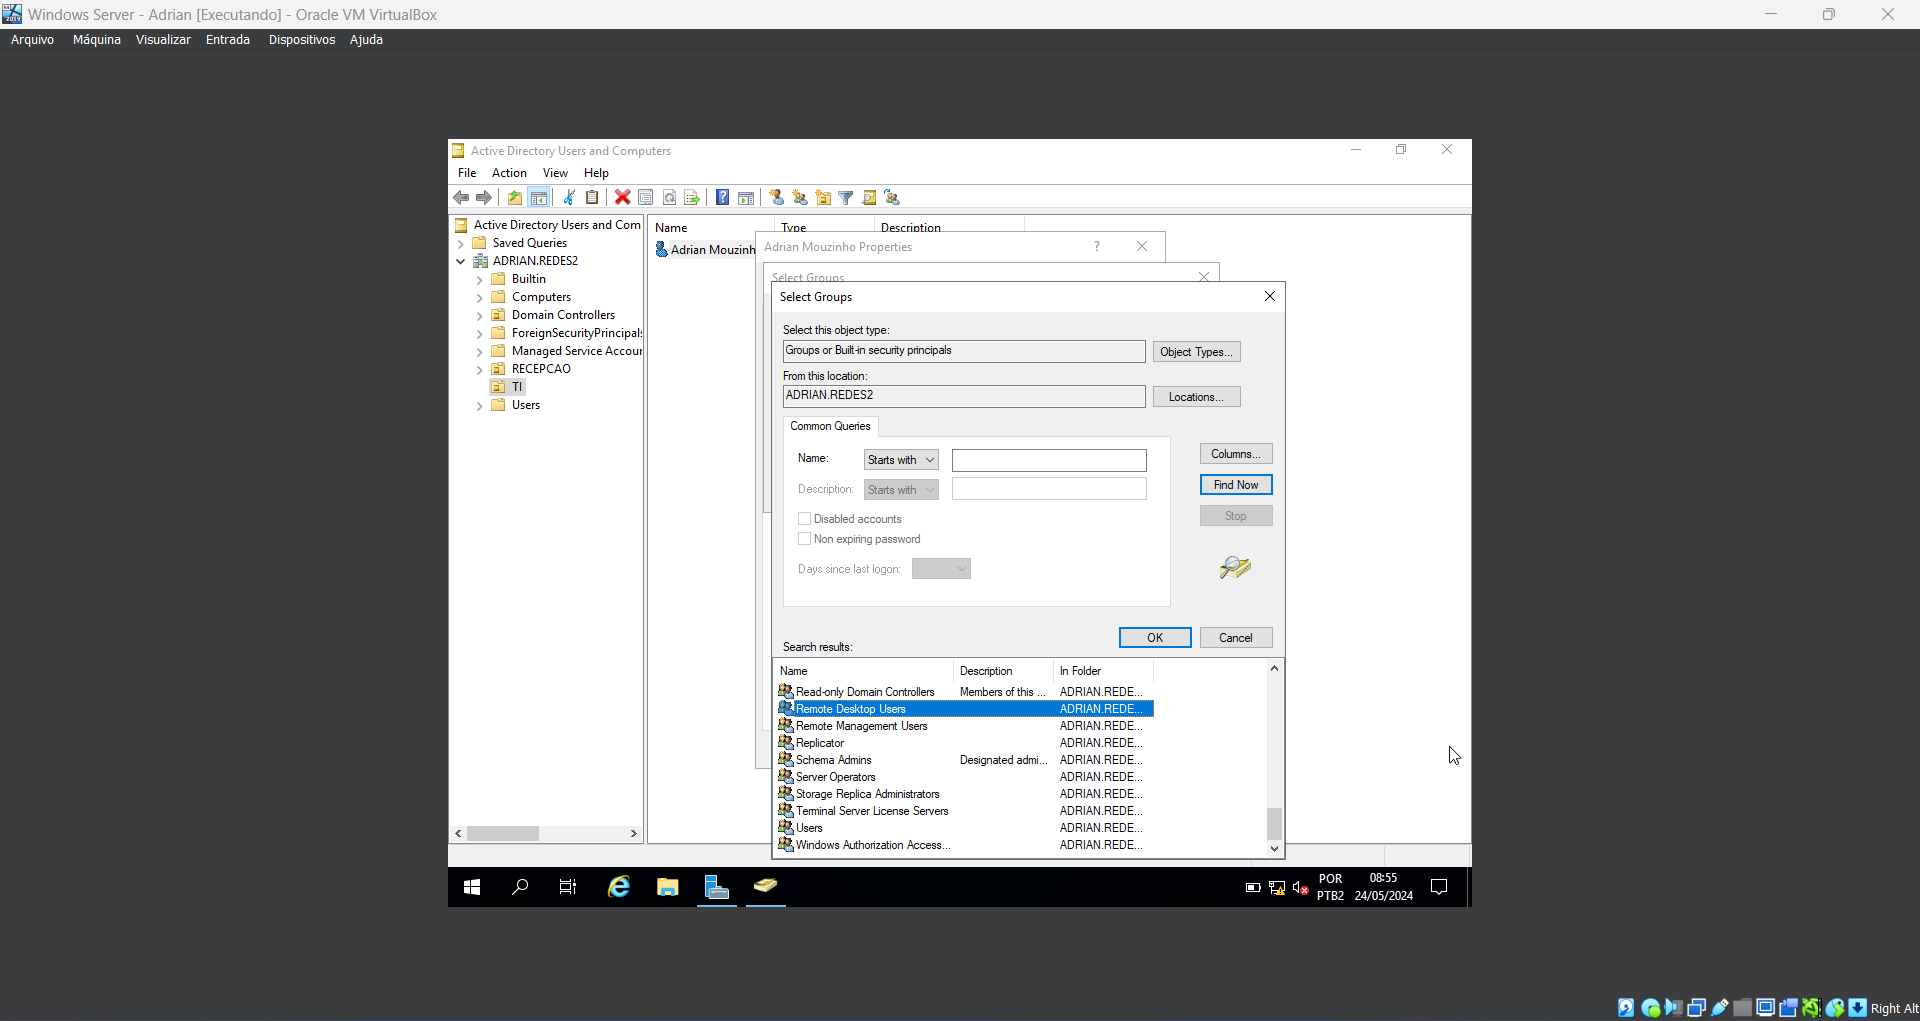 Windows Server - Adrian [Executando] - Oracle VM VirtualBox
Arquivo Máquina Visualizar Entrada Dispositivos Ajuda
Active Directory Users and Computers
File Action View Help
Active Directory Users and Com
Saved Queries
ADRIAN.REDES2
Builtin
Computers
Domain Controllers
ForeignSecurityPrincipals
Managed Service Accour
RECEPCAO
TI
Users
Name Type Description
Adrian Mouzinh
Adrian Mouzinho Properties ?
Select Groups
Select Groups
Select this object type:
Groups or Built-in security principals Object Types...
From this location:
ADRIAN.REDES2 Locations...
Common Queries
Name: Starts with
Description: Starts with
Disabled accounts
Non expiring password
Days since last logon:
Columns...
Find Now
Stop
OK Cancel
Search results:
Name Description In Folder
Read-only Domain Controllers Members of this ... ADRIAN.REDE...
Remote Desktop Users ADRIAN.REDE...
Remote Management Users ADRIAN.REDE...
Replicator ADRIAN.REDE...
Schema Admins Designated admi... ADRIAN.REDE...
Server Operators ADRIAN.REDE...
Storage Replica Administrators ADRIAN.REDE...
Terminal Server License Servers ADRIAN.REDE...
Users ADRIAN.REDE...
Windows Authorization Access... ADRIAN.REDE...
POR 08:55
PTB2 24/05/2024
Right Alt